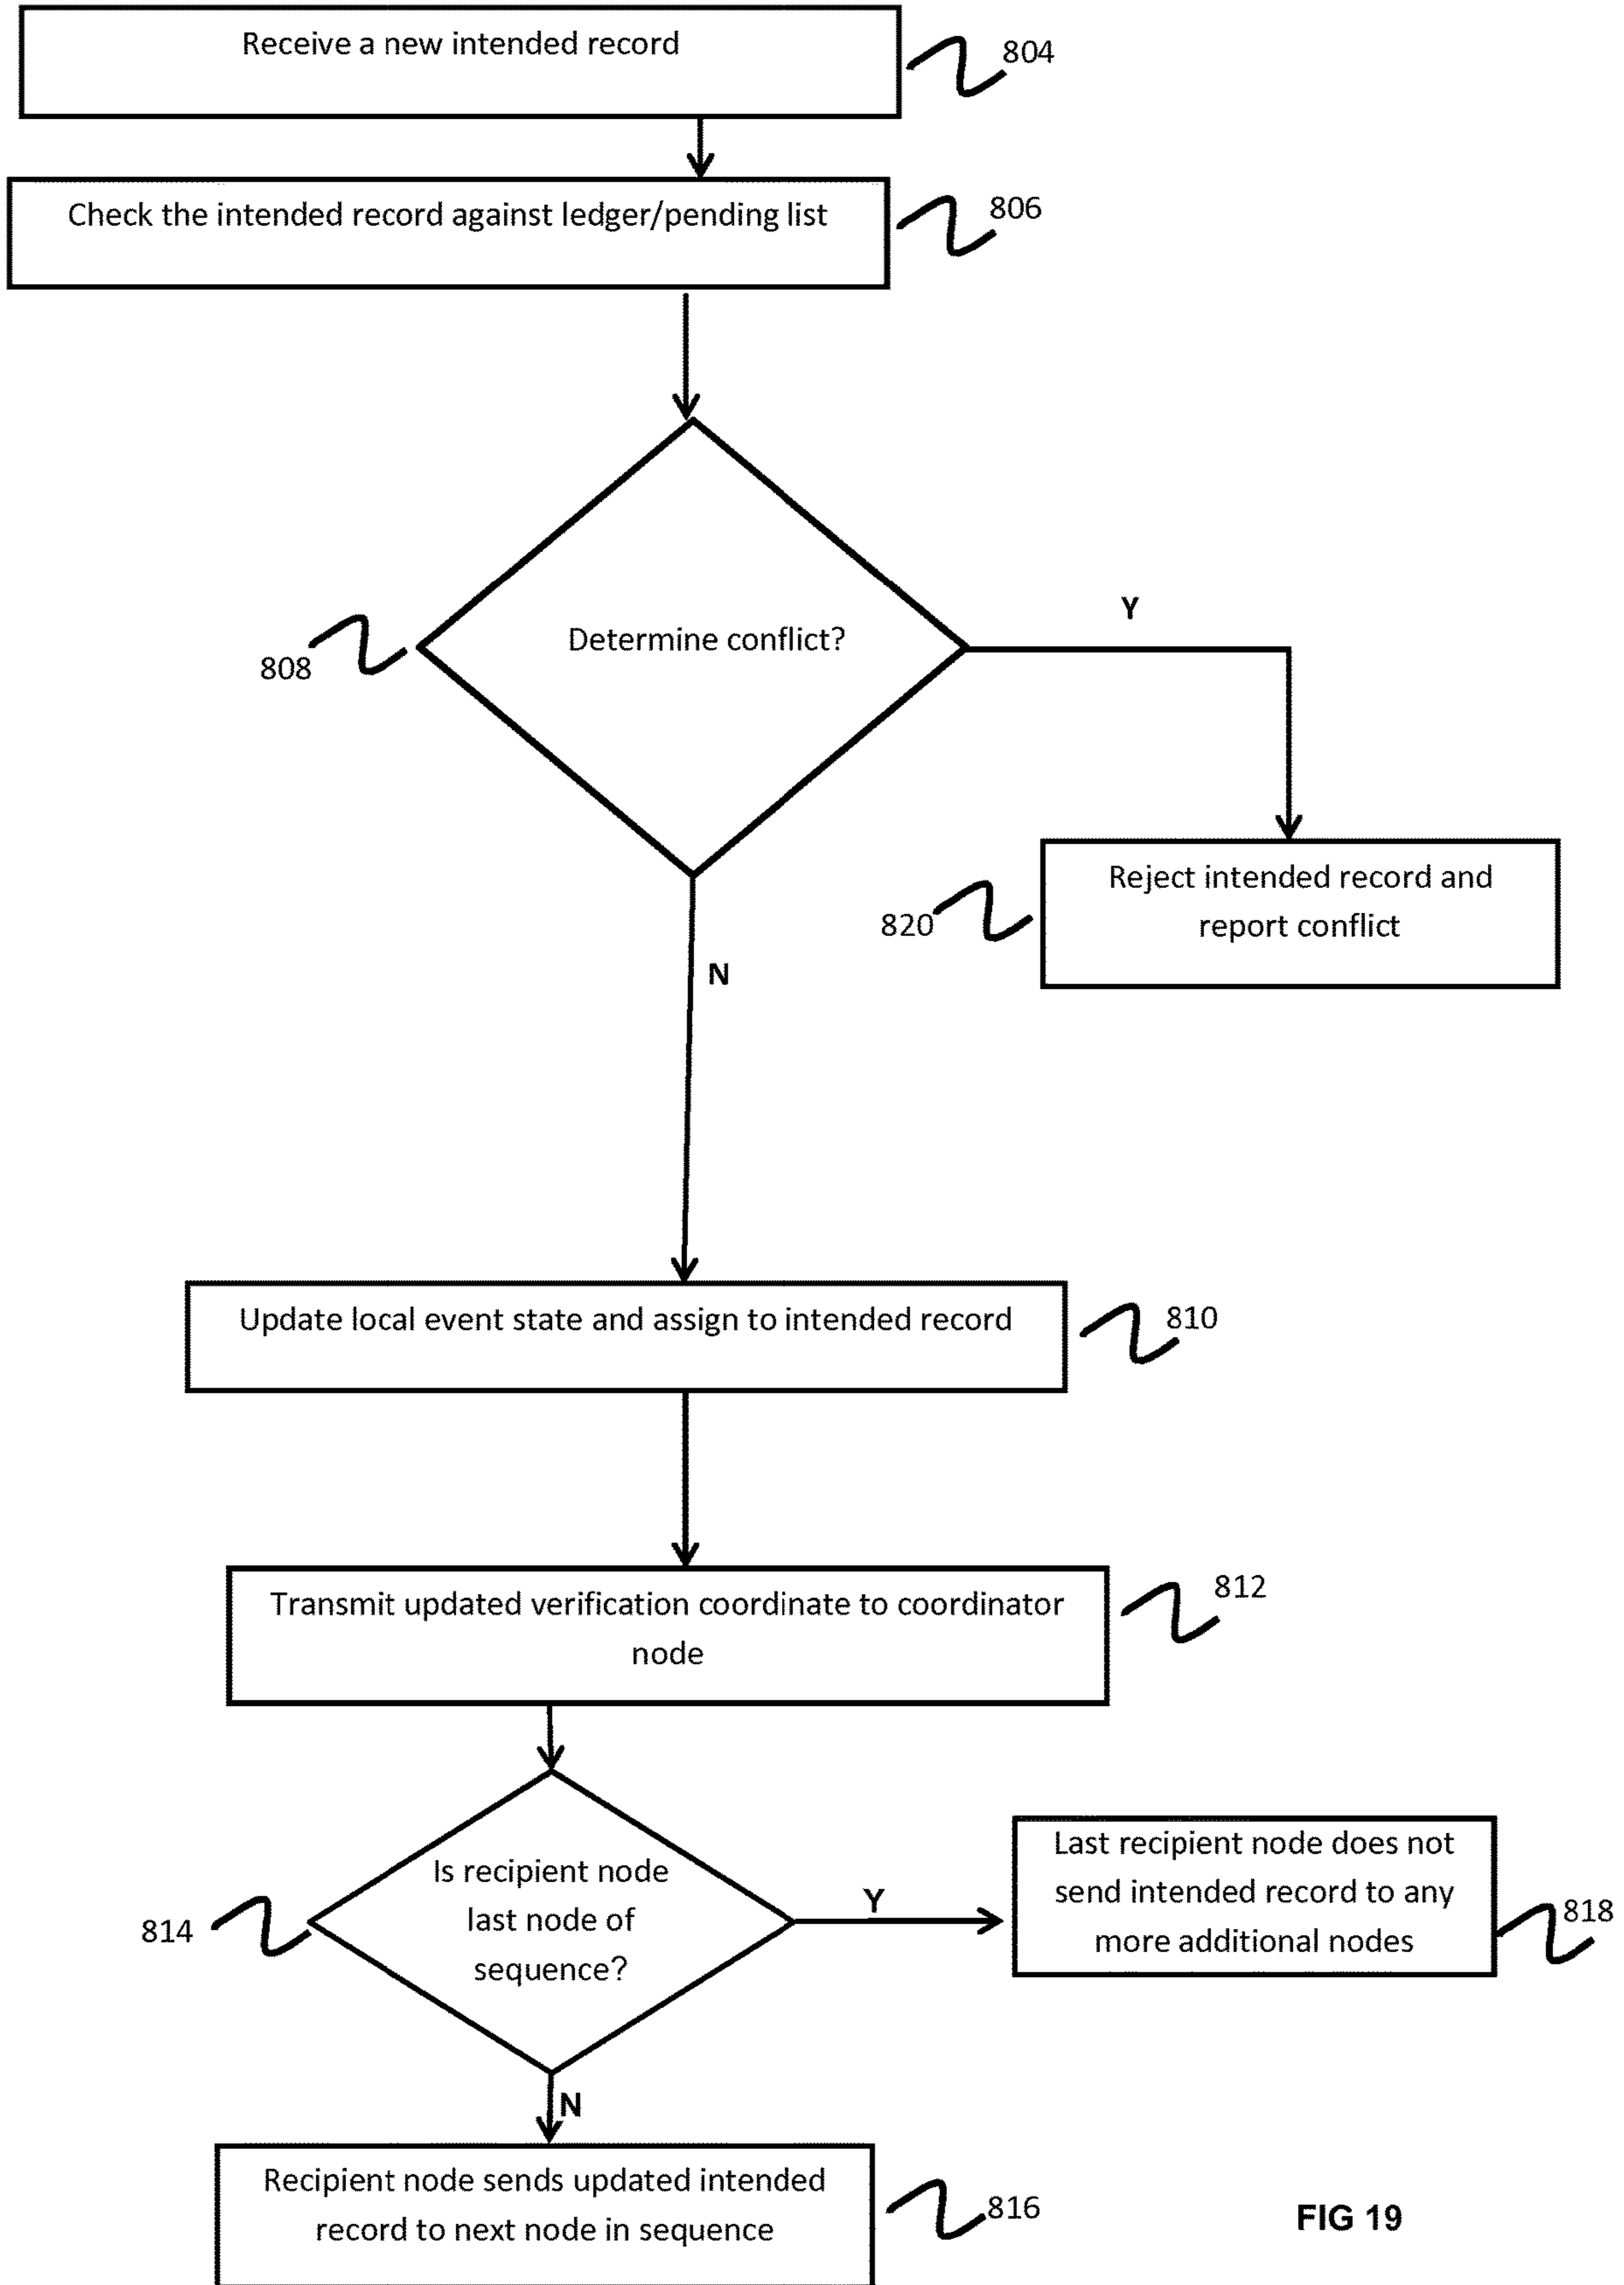 Receive a new intended record
804
Check the intended record against ledger/pending list
806
Determine conflict?
808
Y
Reject intended record and
report conflict
820
N
Update local event state and assign to intended record
810
Transmit updated verification coordinate to coordinator
node
812
Is recipient node
last node of
sequence?
814
Y
Last recipient node does not
send intended record to any
more additional nodes
818
N
Recipient node sends updated intended
record to next node in sequence
816
FIG 19